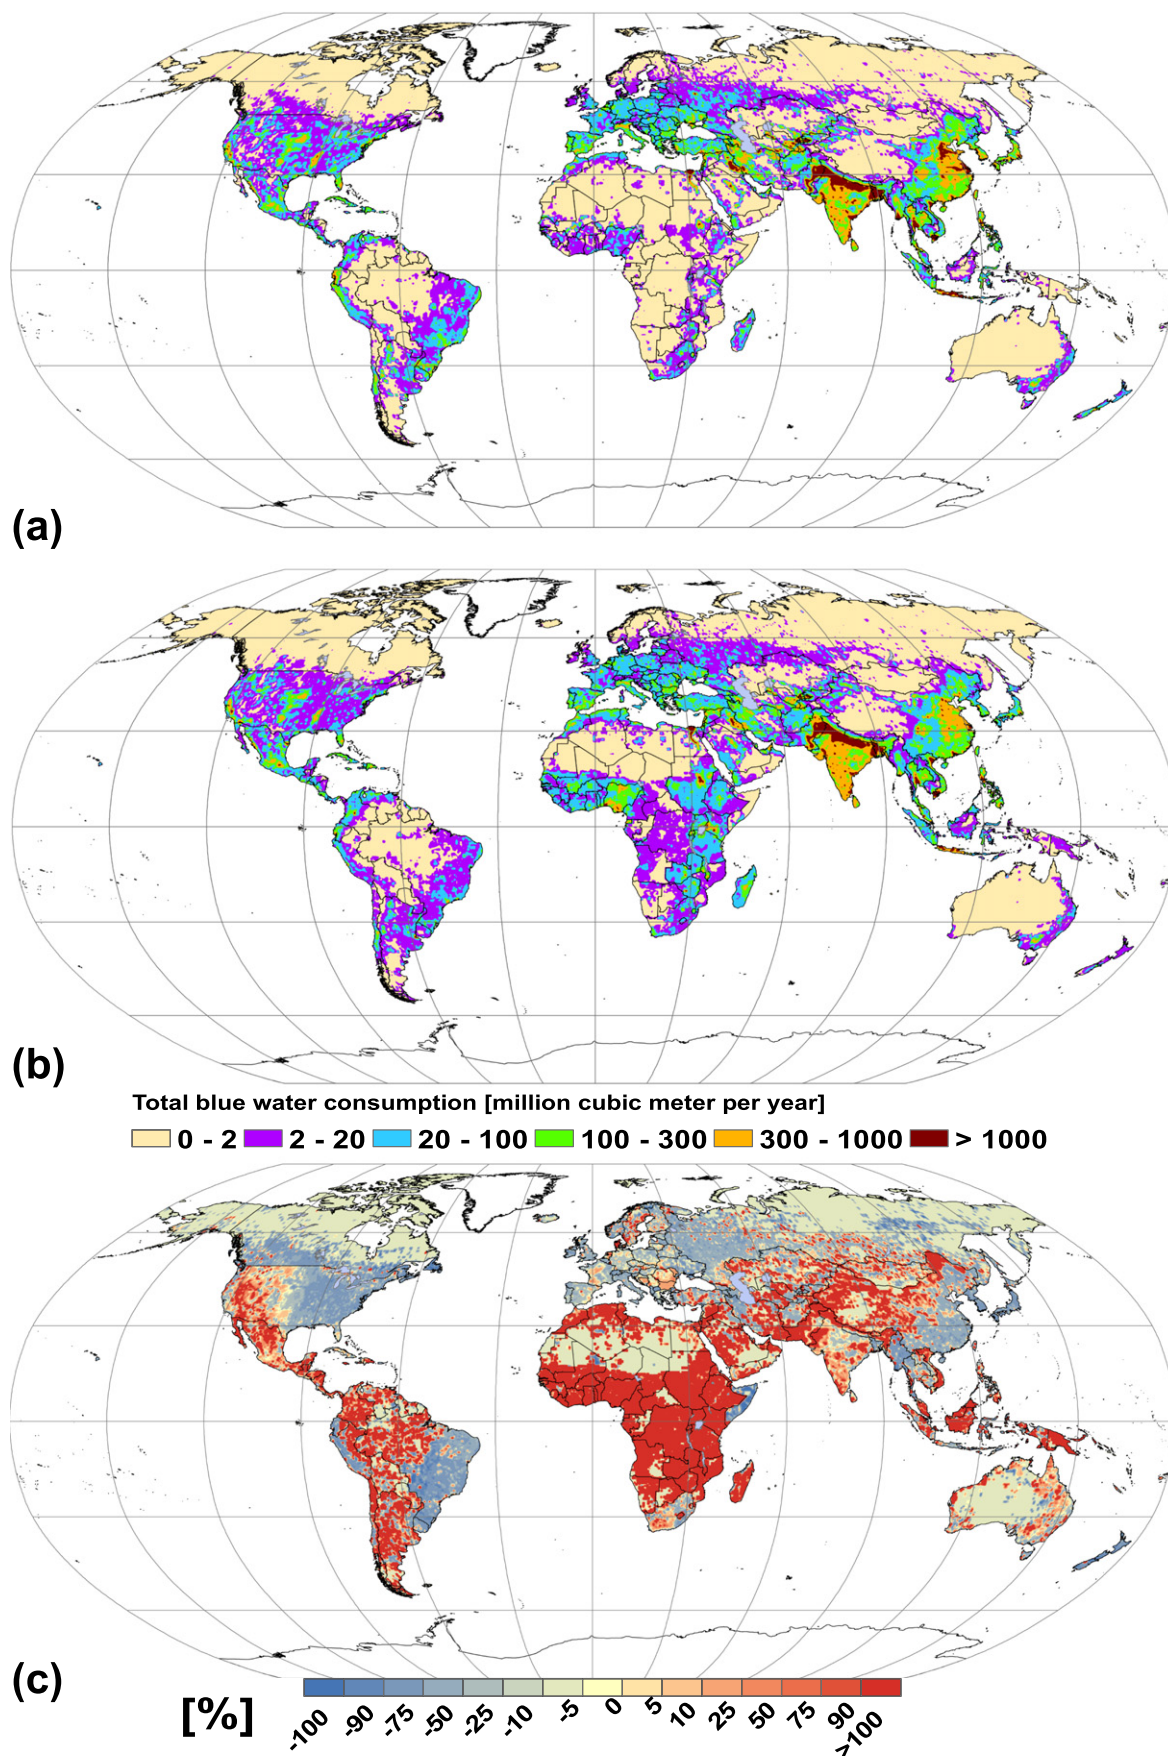 (a)
(b)
Total blue water consumption [million cubic meter per year]
0 - 2 2 - 20 20 - 100 100 - 300 300 - 1000 > 1000
(c)
[%]
-100 -90 -75 -50 -25 -10 -5 0 5 10 25 50 75 90 >100